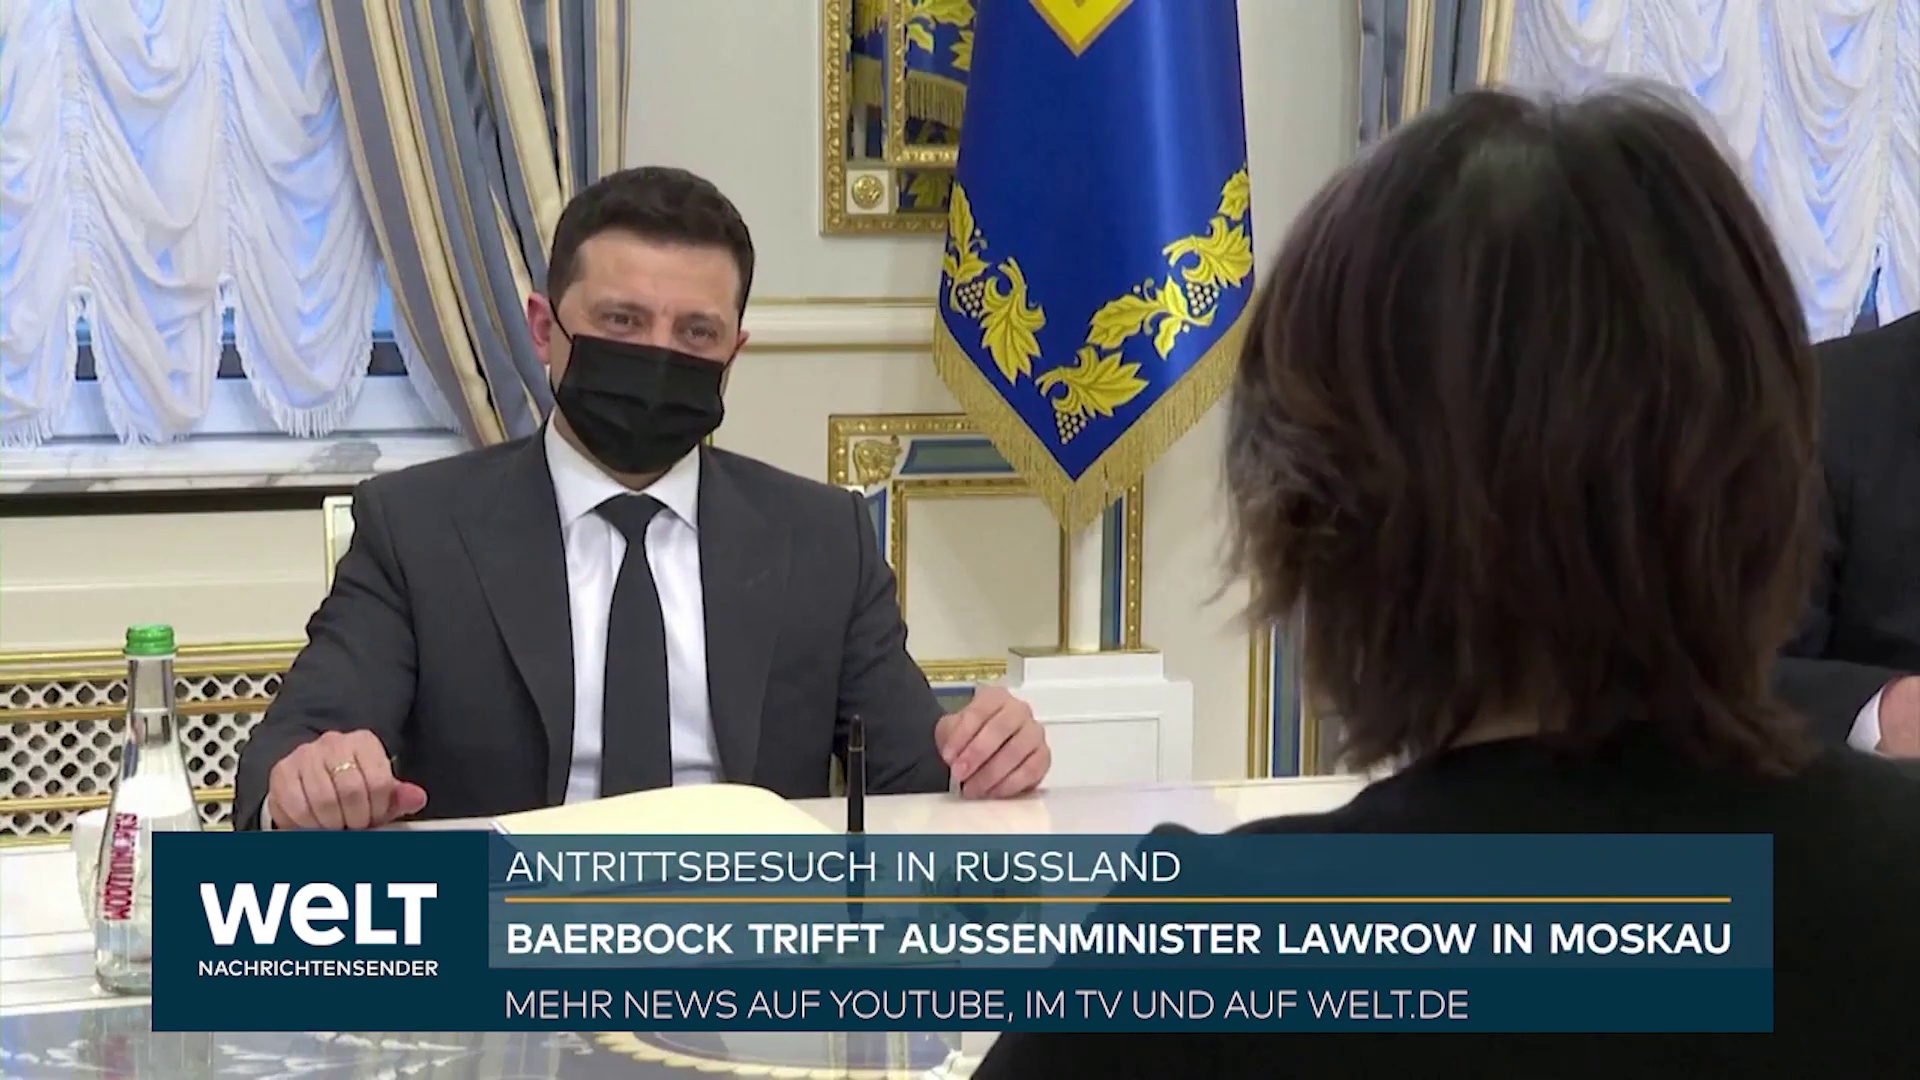 ANTRITTSBESUCH IN RUSSLAND
WELT
NACHRICHTENSENDER
BAERBOCK TRIFFT AUSSENMINISTER LAWROW IN MOSKAU
MEHR NEWS AUF YOUTUBE, IM TV UND AUF WELT.DE